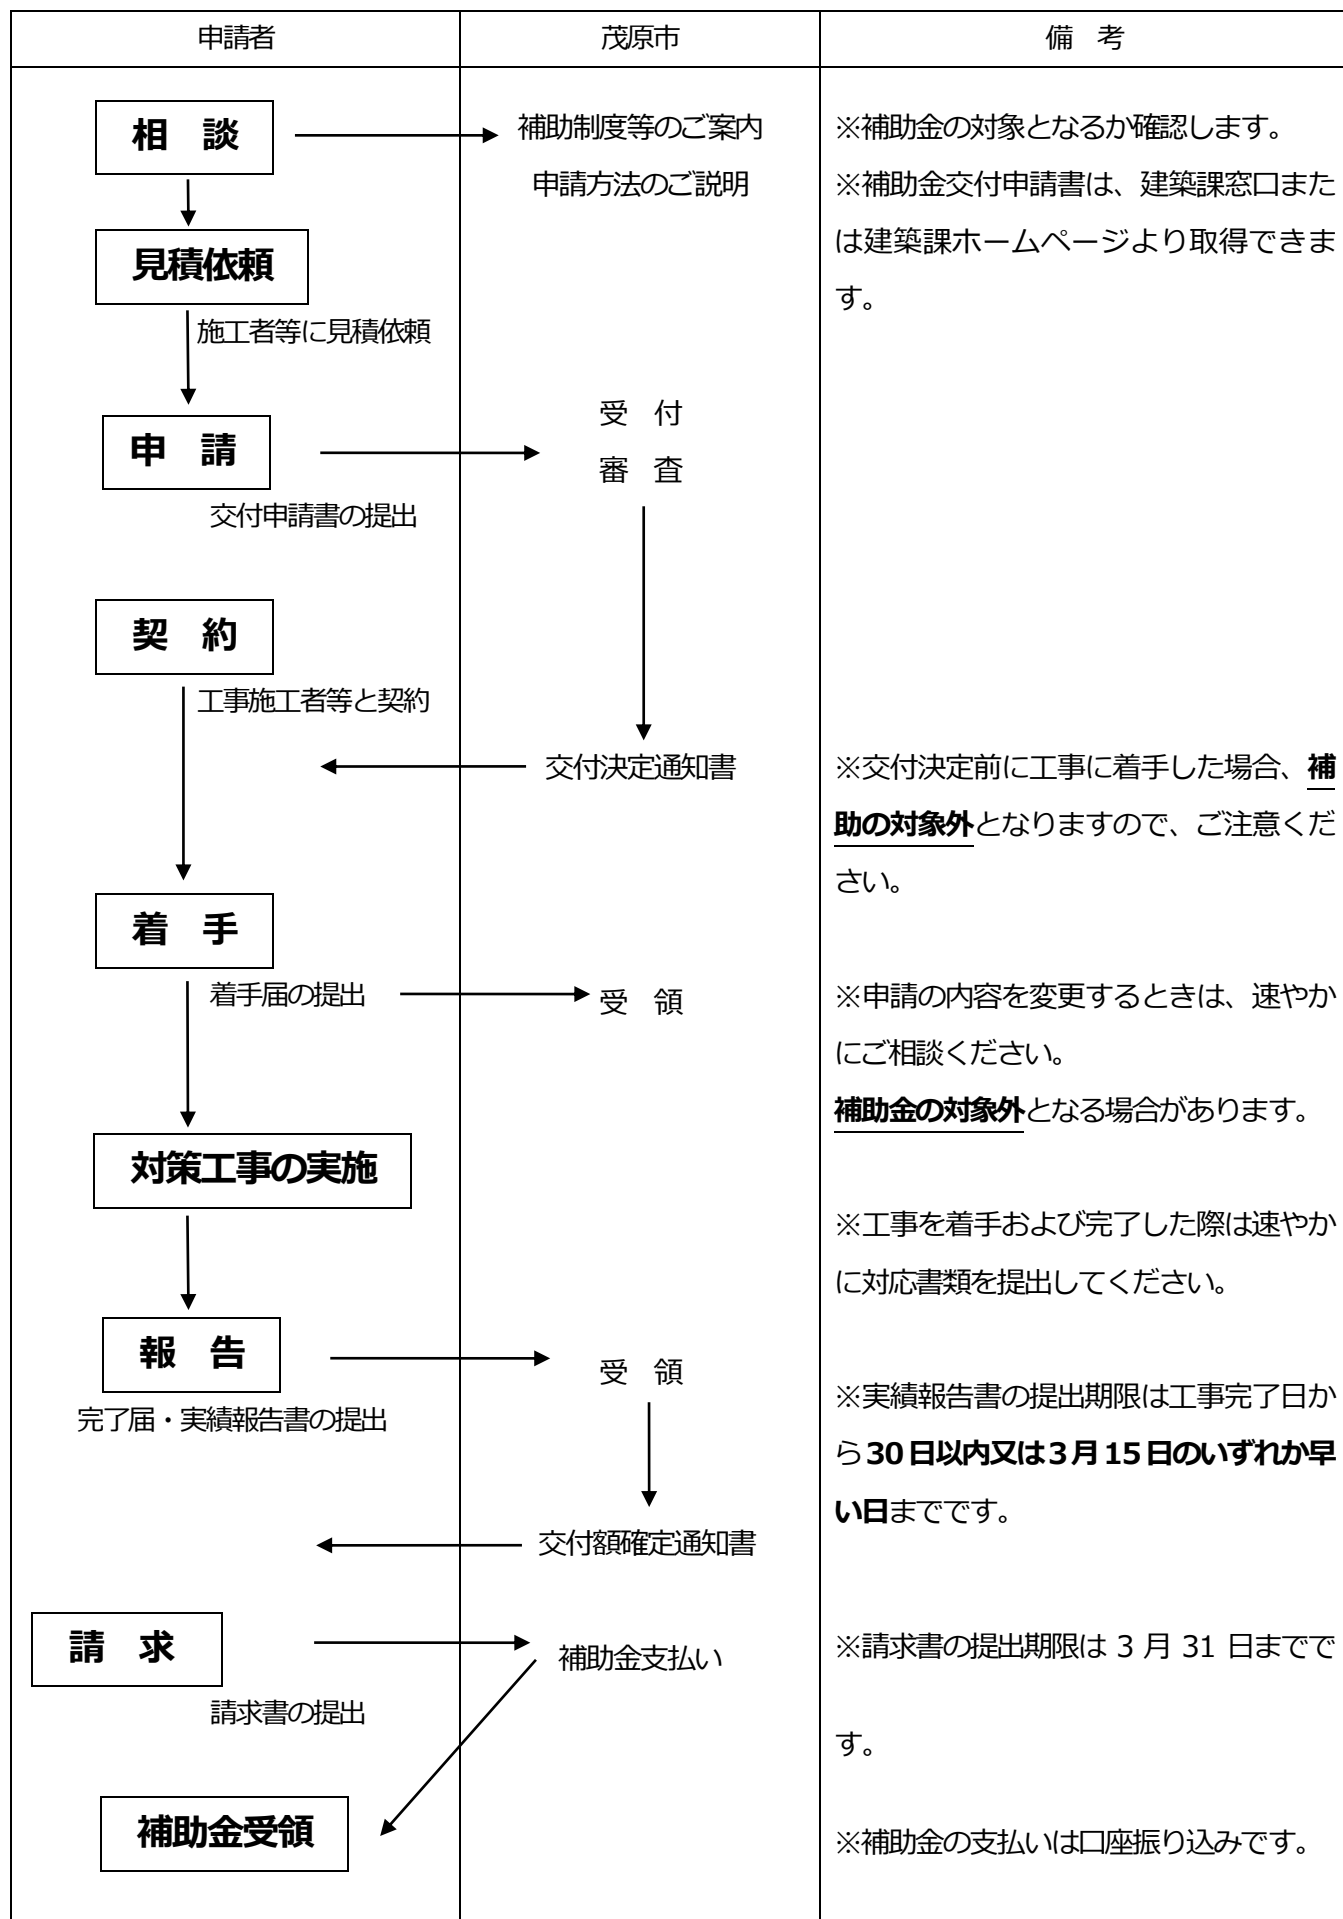 申請者
茂原市
備　考
相　談
補助制度等のご案内
申請方法のご説明
※補助金の対象となるか確認します。
※補助金交付申請書は、建築課窓口また
は建築課ホームページより取得できま
す。
見積依頼
施工者等に見積依頼
申　請
交付申請書の提出
受　付
審　査
契　約
工事施工者等と契約
交付決定通知書
※交付決定前に工事に着手した場合、補
助の対象外となりますので、ご注意くだ
さい。
着　手
着手届の提出
受　領
※申請の内容を変更するときは、速やか
にご相談ください。
補助金の対象外となる場合があります。
対策工事の実施
※工事を着手および完了した際は速やか
に対応書類を提出してください。
報　告
完了届・実績報告書の提出
受　領
※実績報告書の提出期限は工事完了日か
ら30日以内又は3月15日のいずれか早
い日までです。
交付額確定通知書
請　求
請求書の提出
補助金支払い
※請求書の提出期限は 3 月 31 日までで
す。
補助金受領
※補助金の支払いは口座振り込みです。